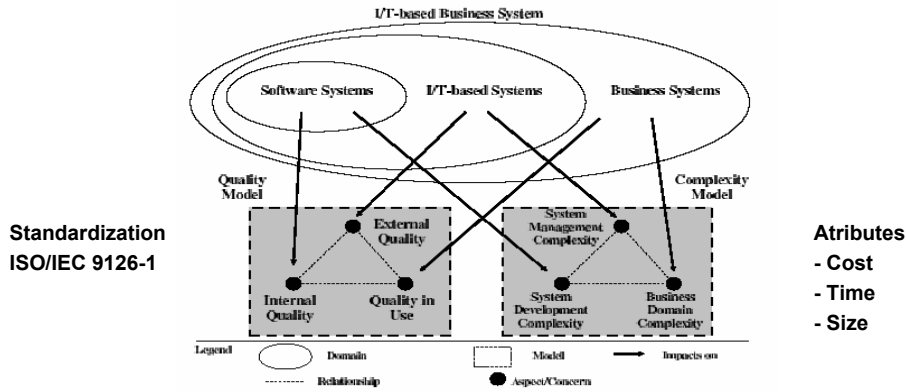 I/T-based Business System
Software Systems
I/T-based Systems
Business Systems
Quality
Model
Complexity
Model
Standardization
ISO/IEC 9126-1
External
Quality
Internal
Quality
Quality in
Use
System
Management
Complexity
System
Development
Complexity
Business
Domain
Complexity
Atributes
- Cost
- Time
- Size
Legend
Domain
Model
Impacts on
Relationship
Aspect/Concern